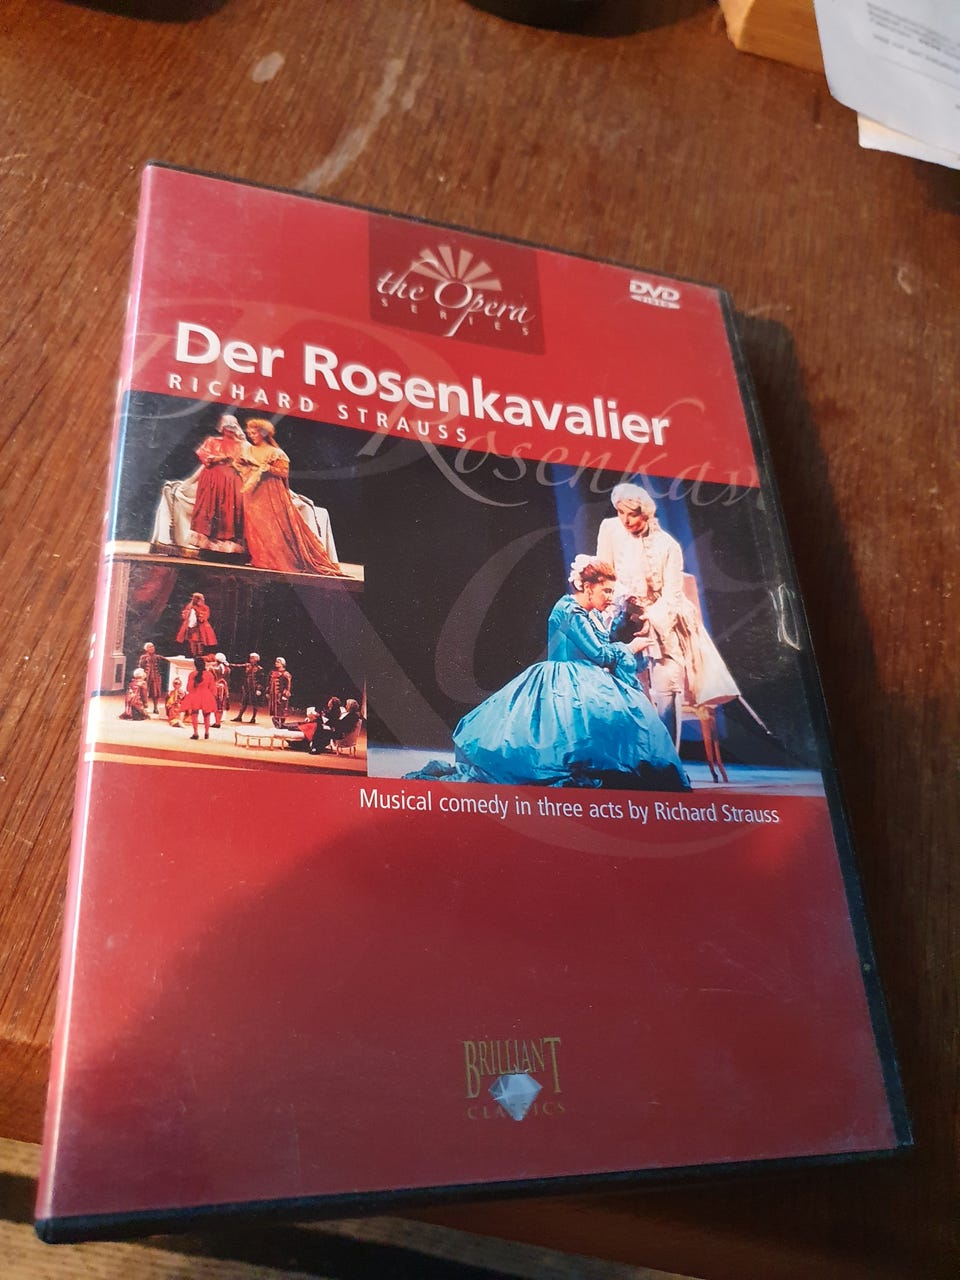 the Opera
SERIES
DVD
VIDEO
Der Rosenkavalier
RICHARD STRAUSS
Rosenkav
Musical comedy in three acts by Richard Strauss
BRILLIANT
CLASSICS